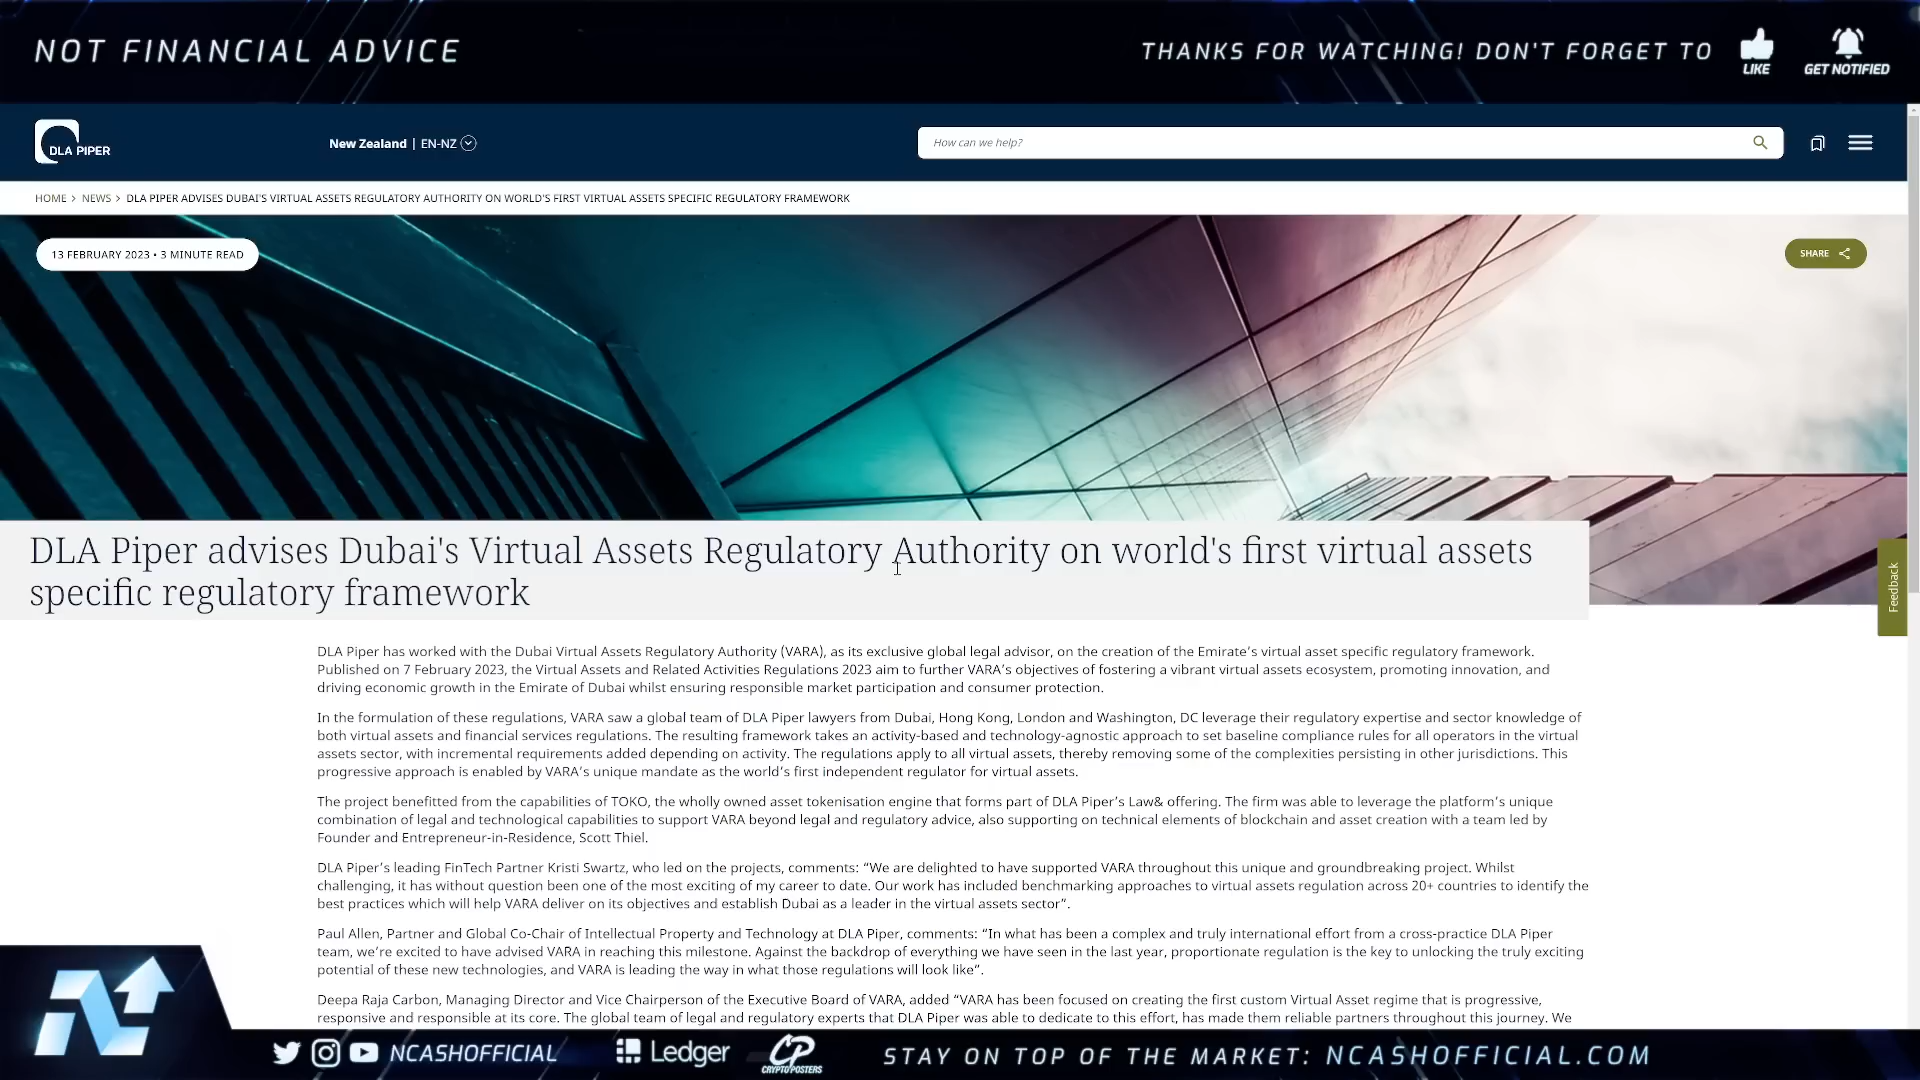 NOT FINANCIAL ADVICE
THANKS FOR WATCHING! DON'T FORGET TO
LIKE
GET NOTIFIED
DLA PIPER
New Zealand | EN-NZ
How can we help?
HOME > NEWS > DLA PIPER ADVISES DUBAI'S VIRTUAL ASSETS REGULATORY AUTHORITY ON WORLD'S FIRST VIRTUAL ASSETS SPECIFIC REGULATORY FRAMEWORK
13 FEBRUARY 2023 • 3 MINUTE READ
SHARE
DLA Piper advises Dubai's Virtual Assets Regulatory Authority on world's first virtual assets
specific regulatory framework
Feedback
DLA Piper has worked with the Dubai Virtual Assets Regulatory Authority (VARA), as its exclusive global legal advisor, on the creation of the Emirate’s virtual asset specific regulatory framework.
Published on 7 February 2023, the Virtual Assets and Related Activities Regulations 2023 aim to further VARA’s objectives of fostering a vibrant virtual assets ecosystem, promoting innovation, and
driving economic growth in the Emirate of Dubai whilst ensuring responsible market participation and consumer protection.
In the formulation of these regulations, VARA saw a global team of DLA Piper lawyers from Dubai, Hong Kong, London and Washington, DC leverage their regulatory expertise and sector knowledge of
both virtual assets and financial services regulations. The resulting framework takes an activity-based and technology-agnostic approach to set baseline compliance rules for all operators in the virtual
assets sector, with incremental requirements added depending on activity. The regulations apply to all virtual assets, thereby removing some of the complexities persisting in other jurisdictions. This
progressive approach is enabled by VARA’s unique mandate as the world’s first independent regulator for virtual assets.
The project benefitted from the capabilities of TOKO, the wholly owned asset tokenisation engine that forms part of DLA Piper’s Law& offering. The firm was able to leverage the platform’s unique
combination of legal and technological capabilities to support VARA beyond legal and regulatory advice, also supporting on technical elements of blockchain and asset creation with a team led by
Founder and Entrepreneur-in-Residence, Scott Thiel.
DLA Piper’s leading FinTech Partner Kristi Swartz, who led on the projects, comments: “We are delighted to have supported VARA throughout this unique and groundbreaking project. Whilst
challenging, it has without question been one of the most exciting of my career to date. Our work has included benchmarking approaches to virtual assets regulation across 20+ countries to identify the
best practices which will help VARA deliver on its objectives and establish Dubai as a leader in the virtual assets sector”.
Paul Allen, Partner and Global Co-Chair of Intellectual Property and Technology at DLA Piper, comments: “In what has been a complex and truly international effort from a cross-practice DLA Piper
team, we’re excited to have advised VARA in reaching this milestone. Against the backdrop of everything we have seen in the last year, proportionate regulation is the key to unlocking the truly exciting
potential of these new technologies, and VARA is leading the way in what those regulations will look like”.
Deepa Raja Carbon, Managing Director and Vice Chairperson of the Executive Board of VARA, added “VARA has been focused on creating the first custom Virtual Asset regime that is progressive,
responsive and responsible at its core. The global team of legal and regulatory experts that DLA Piper was able to dedicate to this effort, has made them reliable partners throughout this journey. We
NCASHOFFICIAL
Ledger
CP
CRYPTOPOSTERS
STAY ON TOP OF THE MARKET: NCASHOFFICIAL.COM